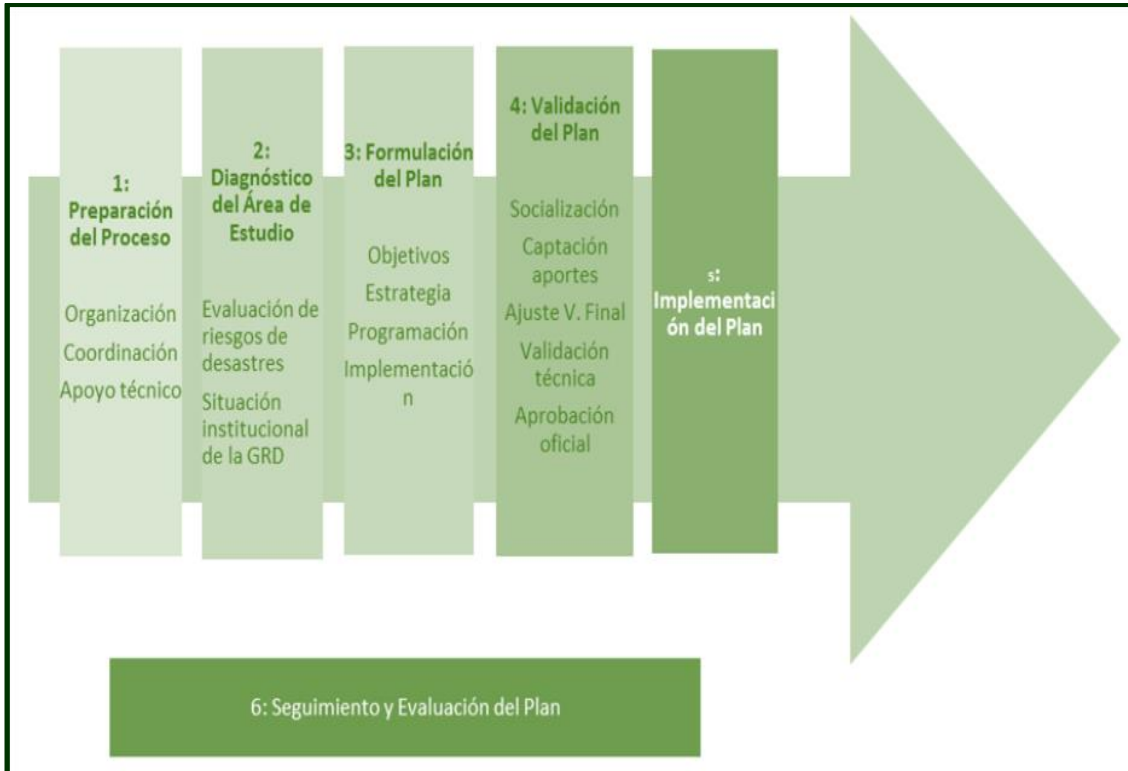 1:
Preparación
del Proceso
Organización
Coordinación
Apoyo técnico
2:
Diagnóstico
del Área de
Estudio
Evaluación de
riesgos de
desastres
Situación
institucional
de la GRD
3: Formulación
del Plan
Objetivos
Estrategia
Programación
Implementació
n
4: Validación
del Plan
Socialización
Captación
aportes
Ajuste V. Final
Validación
técnica
Aprobación
oficial
5:
Implementaci
ón del Plan
6: Seguimiento y Evaluación del Plan